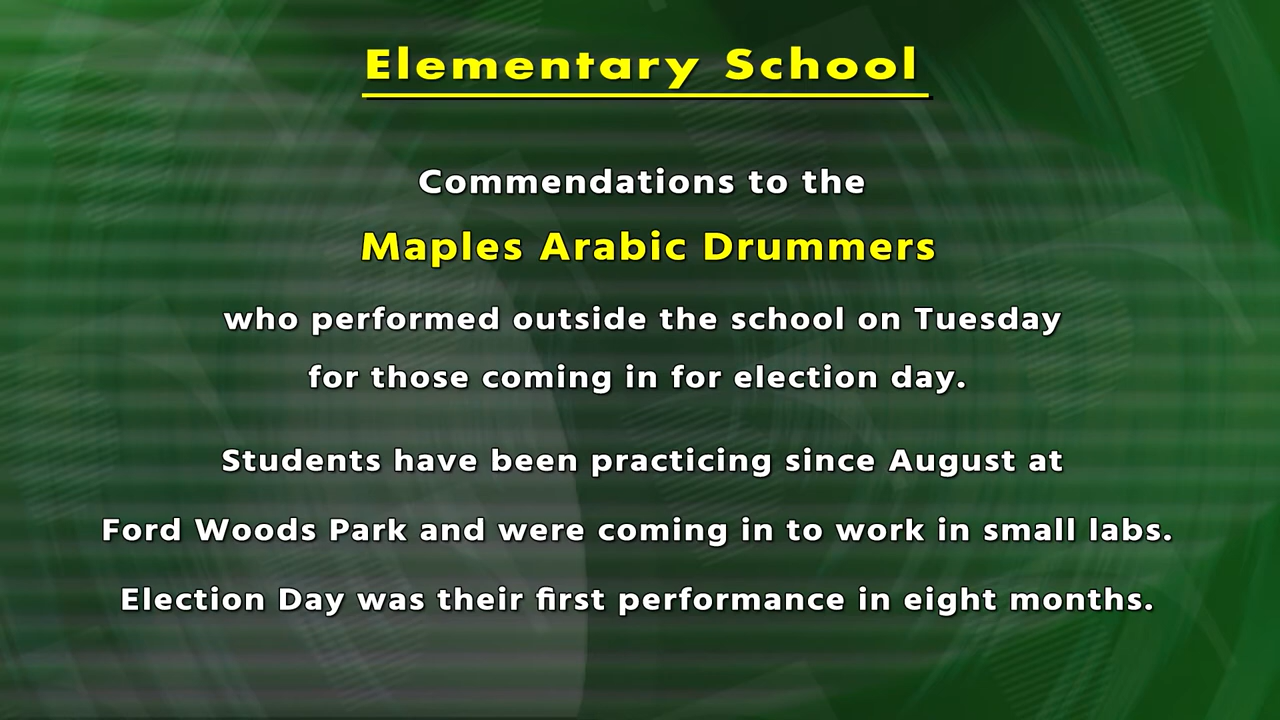 Elementary School
Commendations to the
Maples Arabic Drummers
who performed outside the school on Tuesday
for those coming in for election day.
Students have been practicing since August at
Ford Woods Park and were coming in to work in small labs.
Election Day was their first performance in eight months.